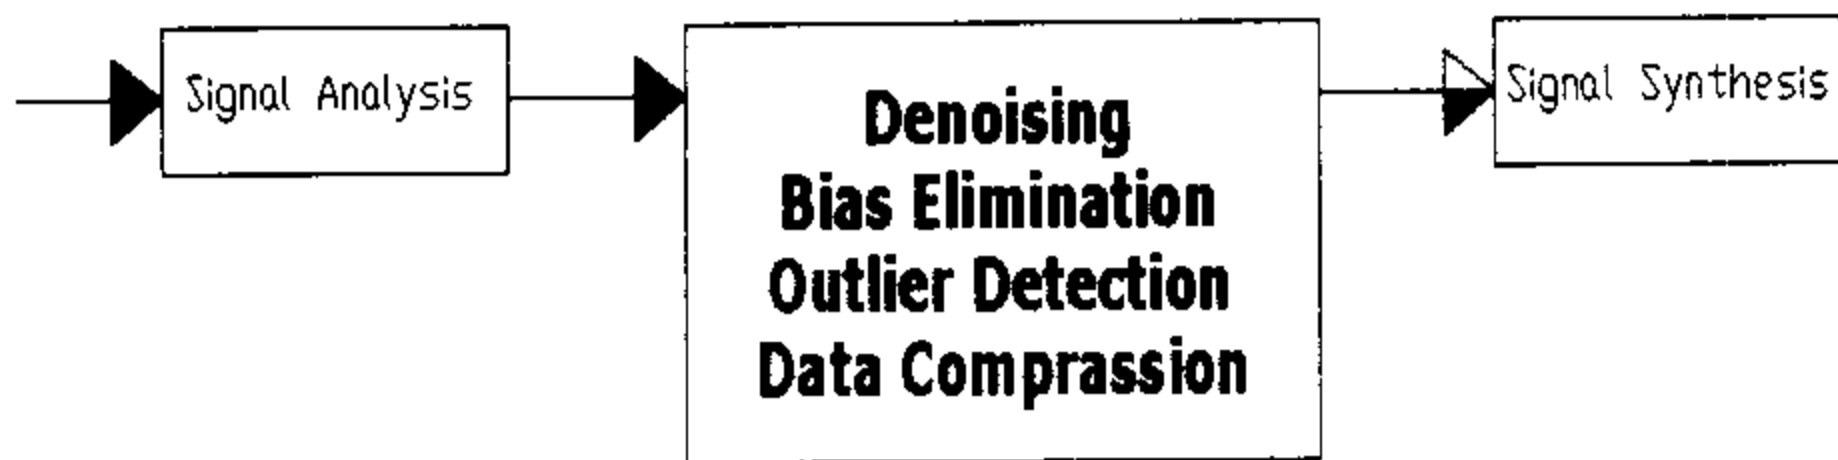 Signal Analysis
Denoising
Bias Elimination
Outlier Detection
Data Comprassion
Signal Synthesis